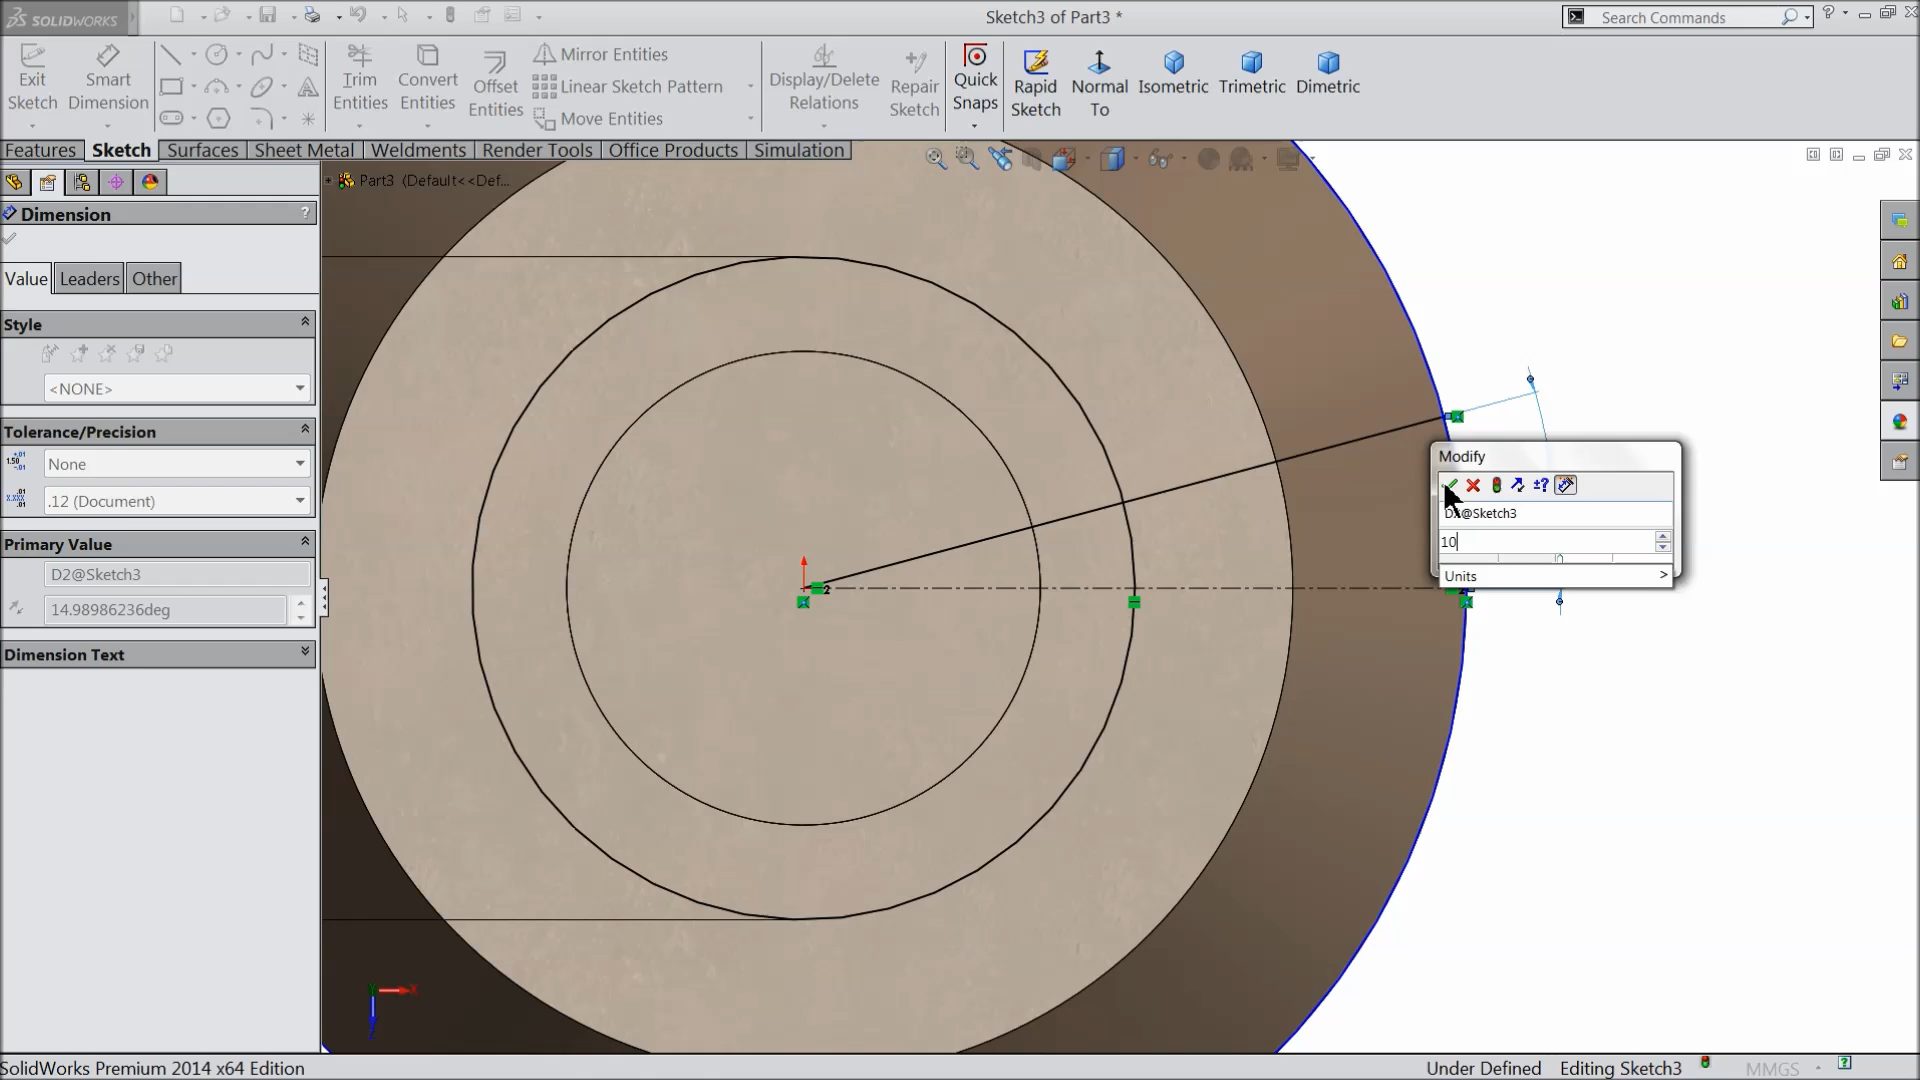 SOLIDWORKS
Sketch3 of Part3 *
Search Commands
Exit Sketch
Smart Dimension
Trim Entities
Convert Entities
Offset Entities
Mirror Entities
Linear Sketch Pattern
Move Entities
Display/Delete Relations
Repair Sketch
Quick Snaps
Rapid Sketch
Normal To
Isometric
Trimetric
Dimetric
Features
Sketch
Surfaces
Sheet Metal
Weldments
Render Tools
Office Products
Simulation
Part3 (Default<<Def...
Dimension
?
Value
Leaders
Other
Style
<NONE>
Tolerance/Precision
None
.12 (Document)
Primary Value
D2@Sketch3
14.98986236deg
Dimension Text
Modify
@Sketch3
10
Units
>
2
X
Y
Z
SolidWorks Premium 2014 x64 Edition
Under Defined
Editing Sketch3
MMGS